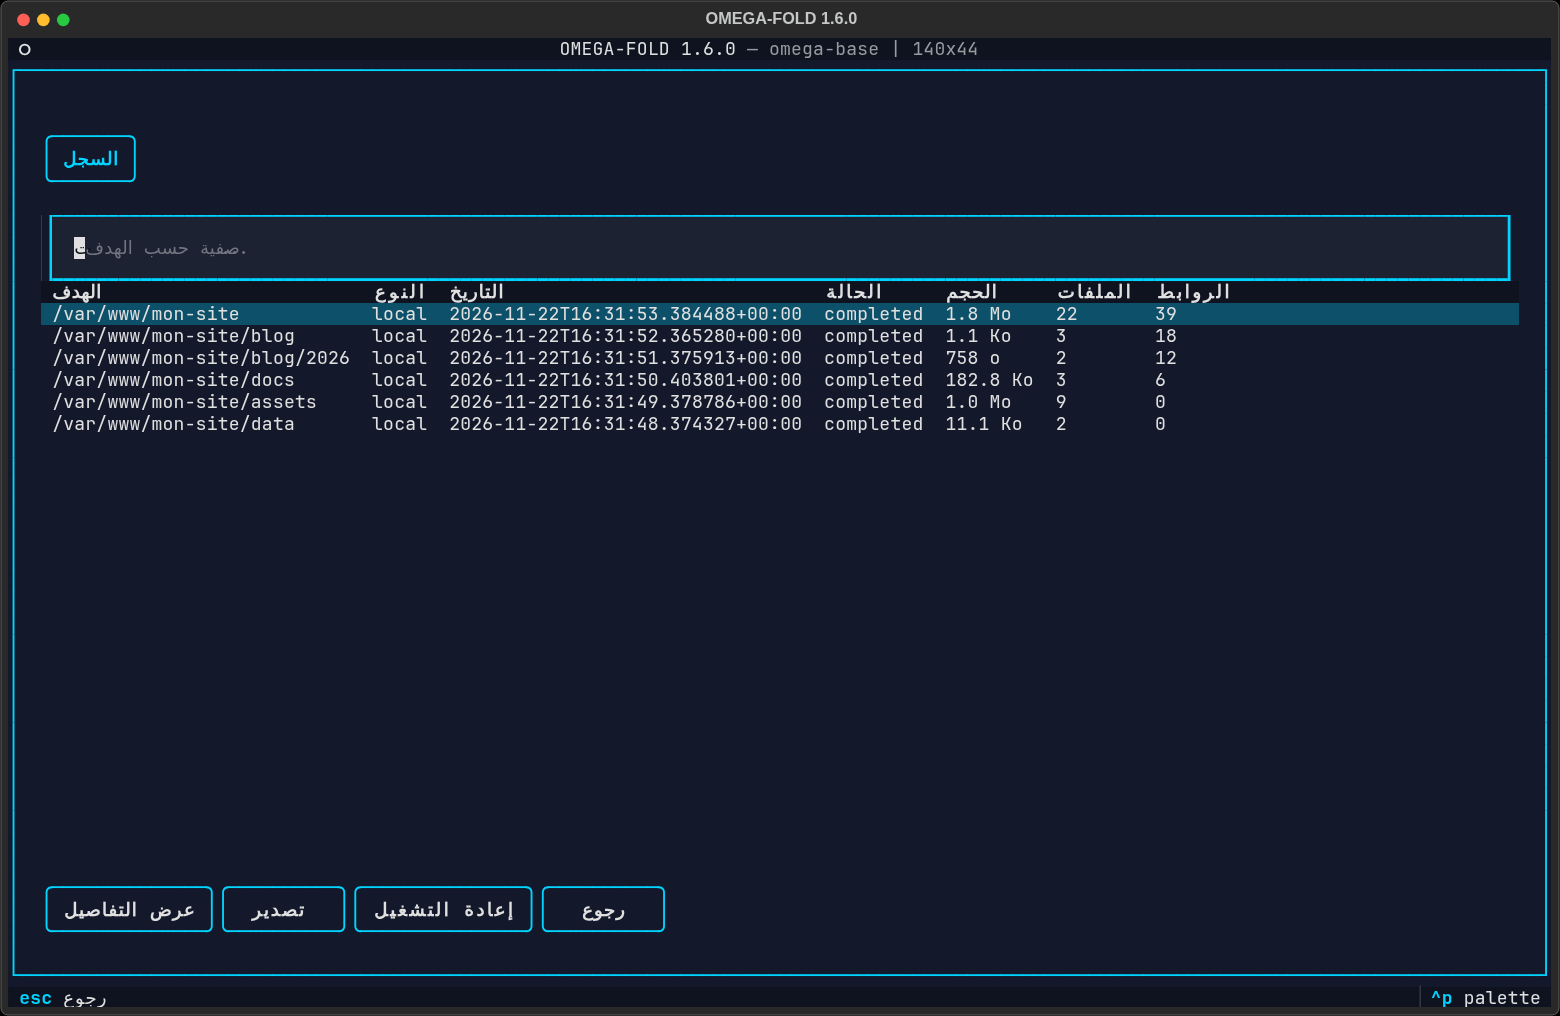 OMEGA-FOLD 1.6.0
OMEGA-FOLD 1.6.0 — omega-base | 140x44
السجل
تصفية حسب الهدف.
الهدف النوع التاريخ الحالة الحجم الملفات الروابط
/var/www/mon-site local 2026-11-22T16:31:53.384488+00:00 completed 1.8 Mo 22 39
/var/www/mon-site/blog local 2026-11-22T16:31:52.365280+00:00 completed 1.1 Ko 3 18
/var/www/mon-site/blog/2026 local 2026-11-22T16:31:51.375913+00:00 completed 758 o 2 12
/var/www/mon-site/docs local 2026-11-22T16:31:50.403801+00:00 completed 182.8 Ko 3 6
/var/www/mon-site/assets local 2026-11-22T16:31:49.378786+00:00 completed 1.0 Mo 9 0
/var/www/mon-site/data local 2026-11-22T16:31:48.374327+00:00 completed 11.1 Ko 2 0
عرض التفاصيل تصدير إعادة التشغيل رجوع
esc رجوع ^p palette